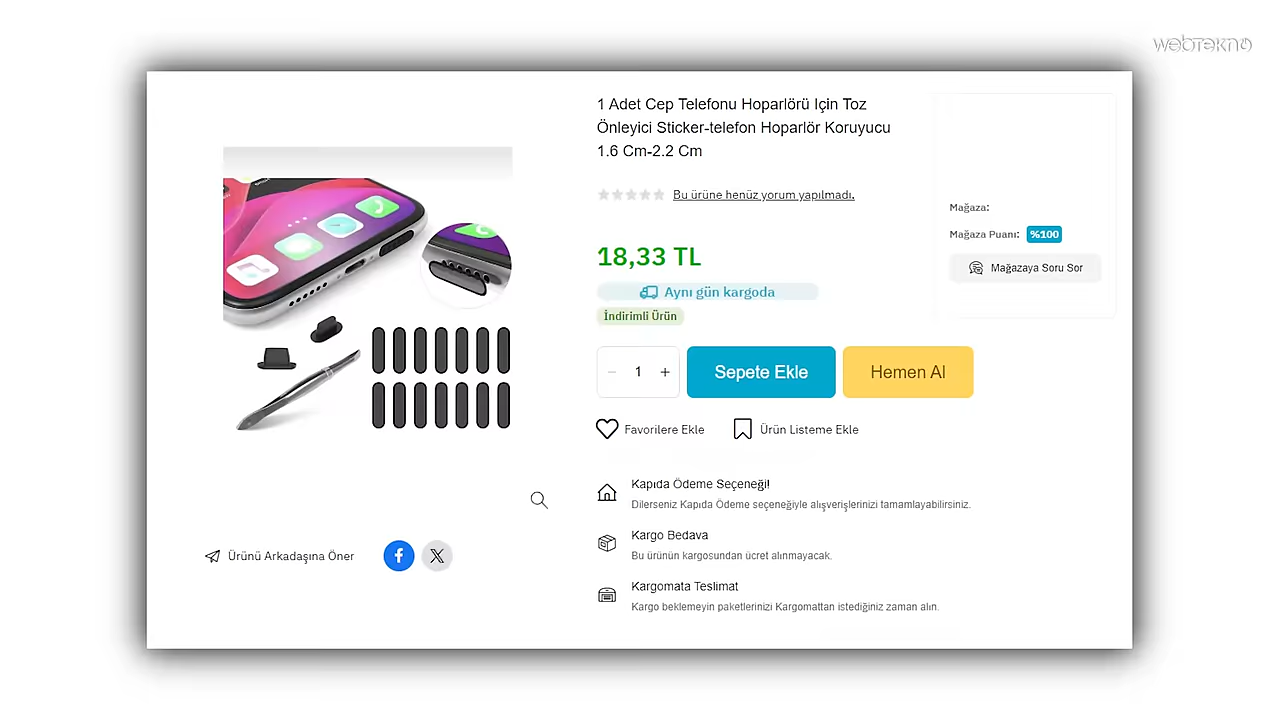 webtekno
1 Adet Cep Telefonu Hoparlörü Için Toz
Önleyici Sticker-telefon Hoparlör Koruyucu
1.6 Cm-2.2 Cm
Bu ürüne henüz yorum yapılmadı.
18,33 TL
Aynı gün kargoda
İndirimli Ürün
1
Sepete Ekle
Hemen Al
Favorilere Ekle
Ürün Listeme Ekle
Mağaza:
Mağaza Puanı: %100
Mağazaya Soru Sor
Kapıda Ödeme Seçeneği!
Dilerseniz Kapıda Ödeme seçeneğiyle alışverişlerinizi tamamlayabilirsiniz.
Kargo Bedava
Bu ürünün kargosundan ücret alınmayacak.
Kargomata Teslimat
Kargo beklemeyin paketlerinizi Kargomattan istediğiniz zaman alın.
Ürünü Arkadaşına Öner